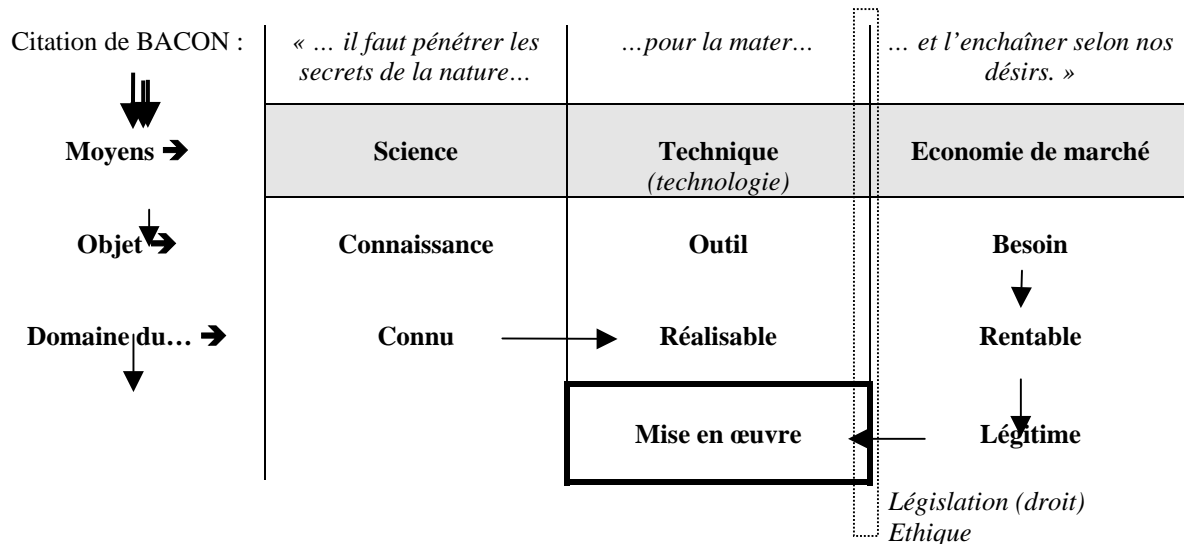 Citation de BACON :
« … il faut pénétrer les
secrets de la nature…
…pour la mater…
… et l'enchaîner selon nos
désirs. »
Moyens ➔
Science
Technique
(technologie)
Economie de marché
Objet ➔
Connaissance
Outil
Besoin
Domaine du… ➔
Connu
Réalisable
Rentable
Mise en œuvre
Légitime
Législation (droit)
Ethique